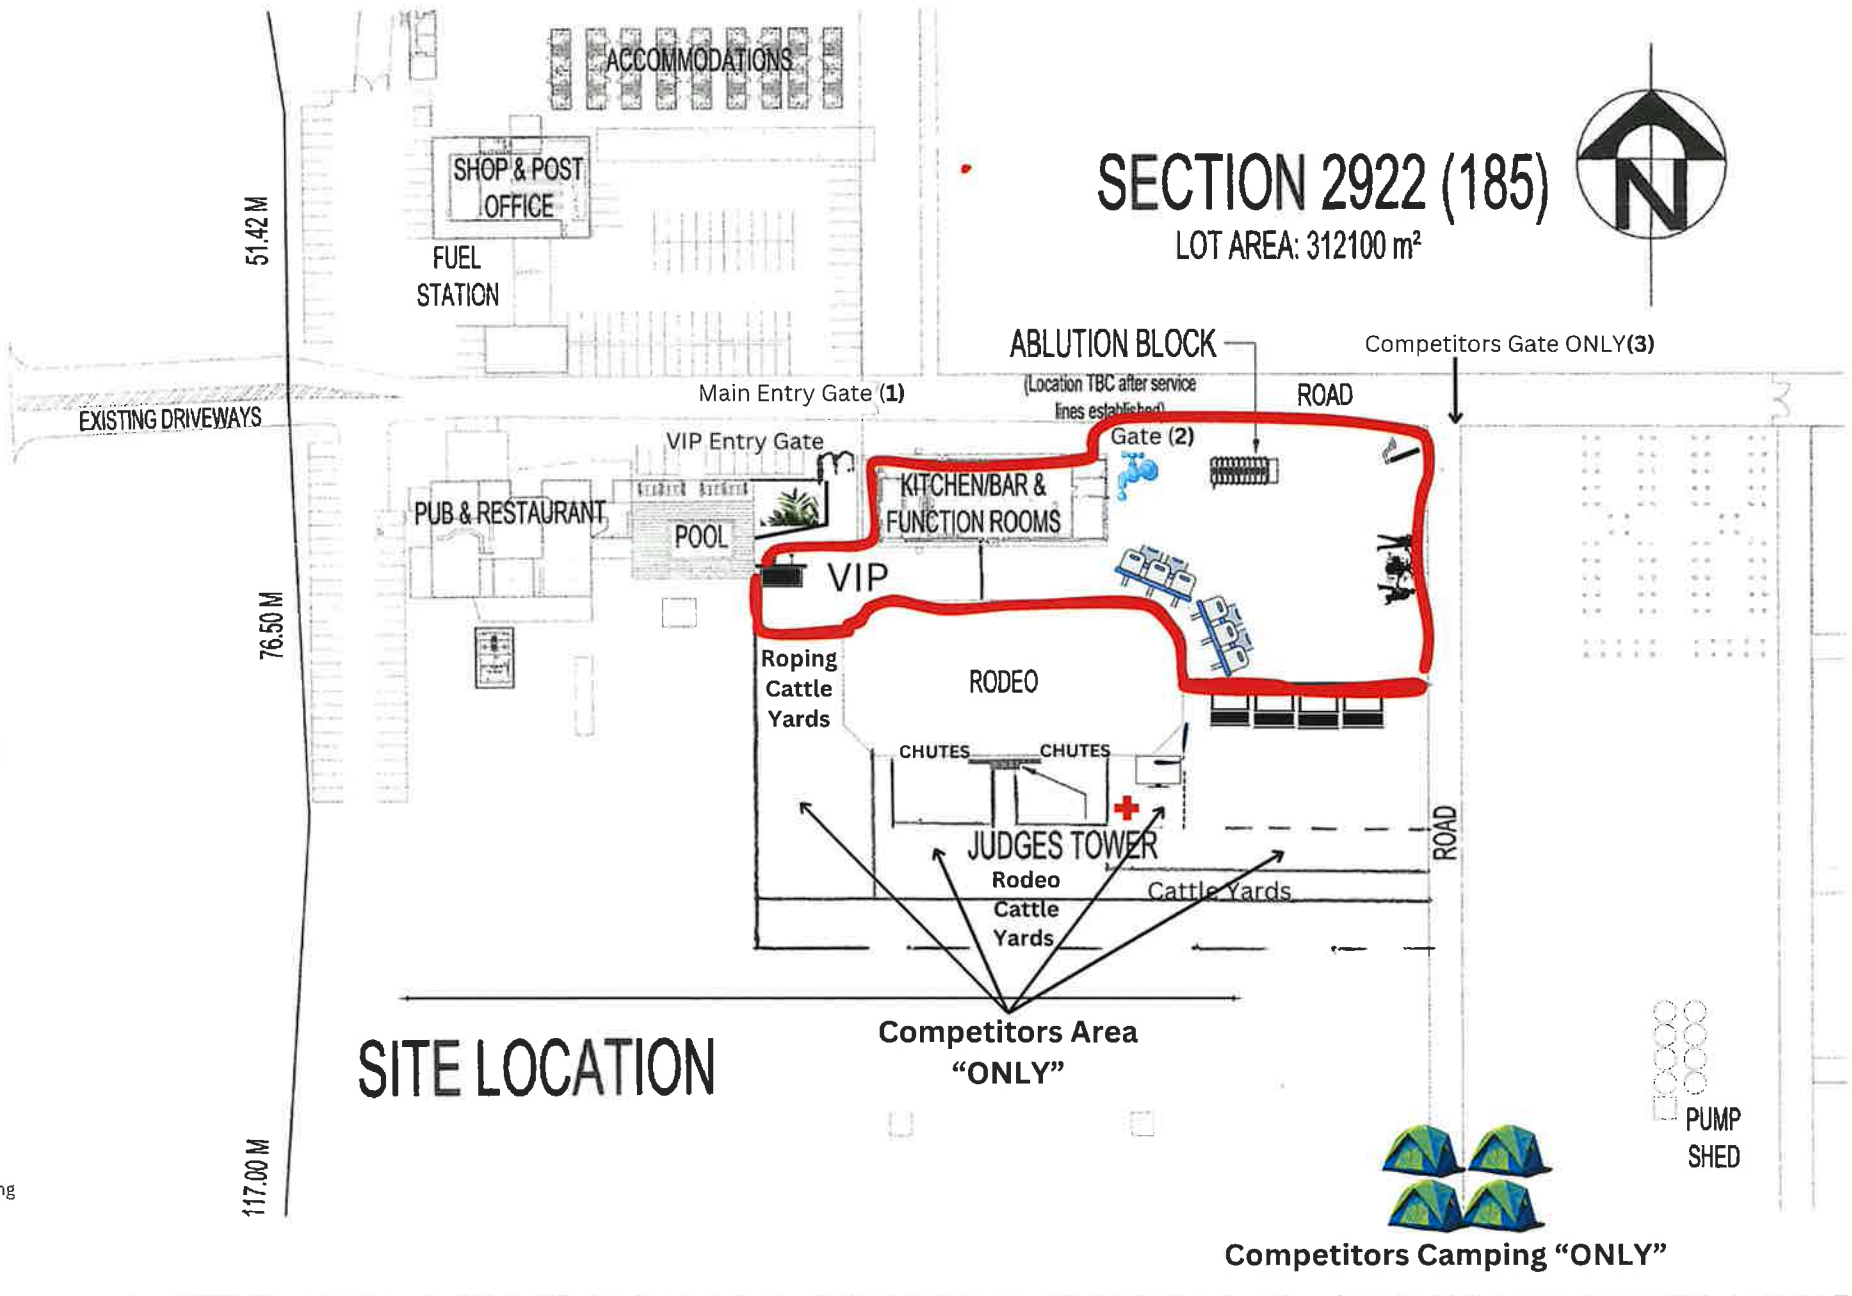 ACCOMMODATIONS
SHOP & POST
OFFICE
FUEL
STATION
51.42 M
SECTION 2922 (185)
LOT AREA: 312100 m²
N
ABLUTION BLOCK
(Location TBC after service
lines established)
Competitors Gate ONLY(3)
ROAD
Main Entry Gate (1)
EXISTING DRIVEWAYS
VIP Entry Gate
Gate (2)
PUB & RESTAURANT
POOL
KITCHEN/BAR &
FUNCTION ROOMS
VIP
76.50 M
Roping
Cattle
Yards
RODEO
CHUTES
CHUTES
JUDGES TOWER
ROAD
Rodeo
Cattle
Yards
Cattle Yards
Competitors Area
“ONLY”
SITE LOCATION
117.00 M
ng
PUMP
SHED
Competitors Camping “ONLY”